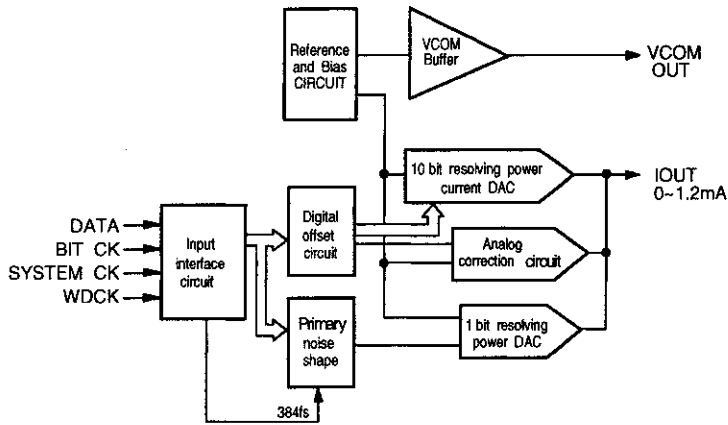 Reference
and Bias
CIRCUIT
VCOM
Buffer
VCOM
OUT
10 bit resolving power
current DAC
IOUT
0~1.2mA
DATA
BIT CK
SYSTEM CK
WDCK
Input
interface
circuit
Digital
offset
circuit
Analog
correction circuit
Primary
noise
shape
1 bit resolving
power DAC
384fs